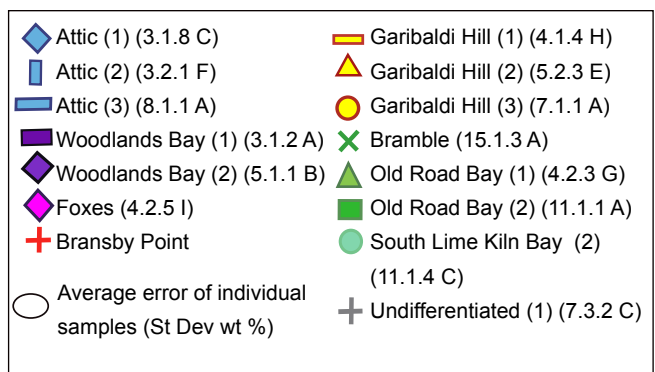 Attic (1) (3.1.8 C)
Attic (2) (3.2.1 F)
Attic (3) (8.1.1 A)
Woodlands Bay (1) (3.1.2 A)
Woodlands Bay (2) (5.1.1 B)
Foxes (4.2.5 I)
Bransby Point
Average error of individual
samples (St Dev wt %)
Garibaldi Hill (1) (4.1.4 H)
Garibaldi Hill (2) (5.2.3 E)
Garibaldi Hill (3) (7.1.1 A)
Bramble (15.1.3 A)
Old Road Bay (1) (4.2.3 G)
Old Road Bay (2) (11.1.1 A)
South Lime Kiln Bay (2)
(11.1.4 C)
Undifferentiated (1) (7.3.2 C)